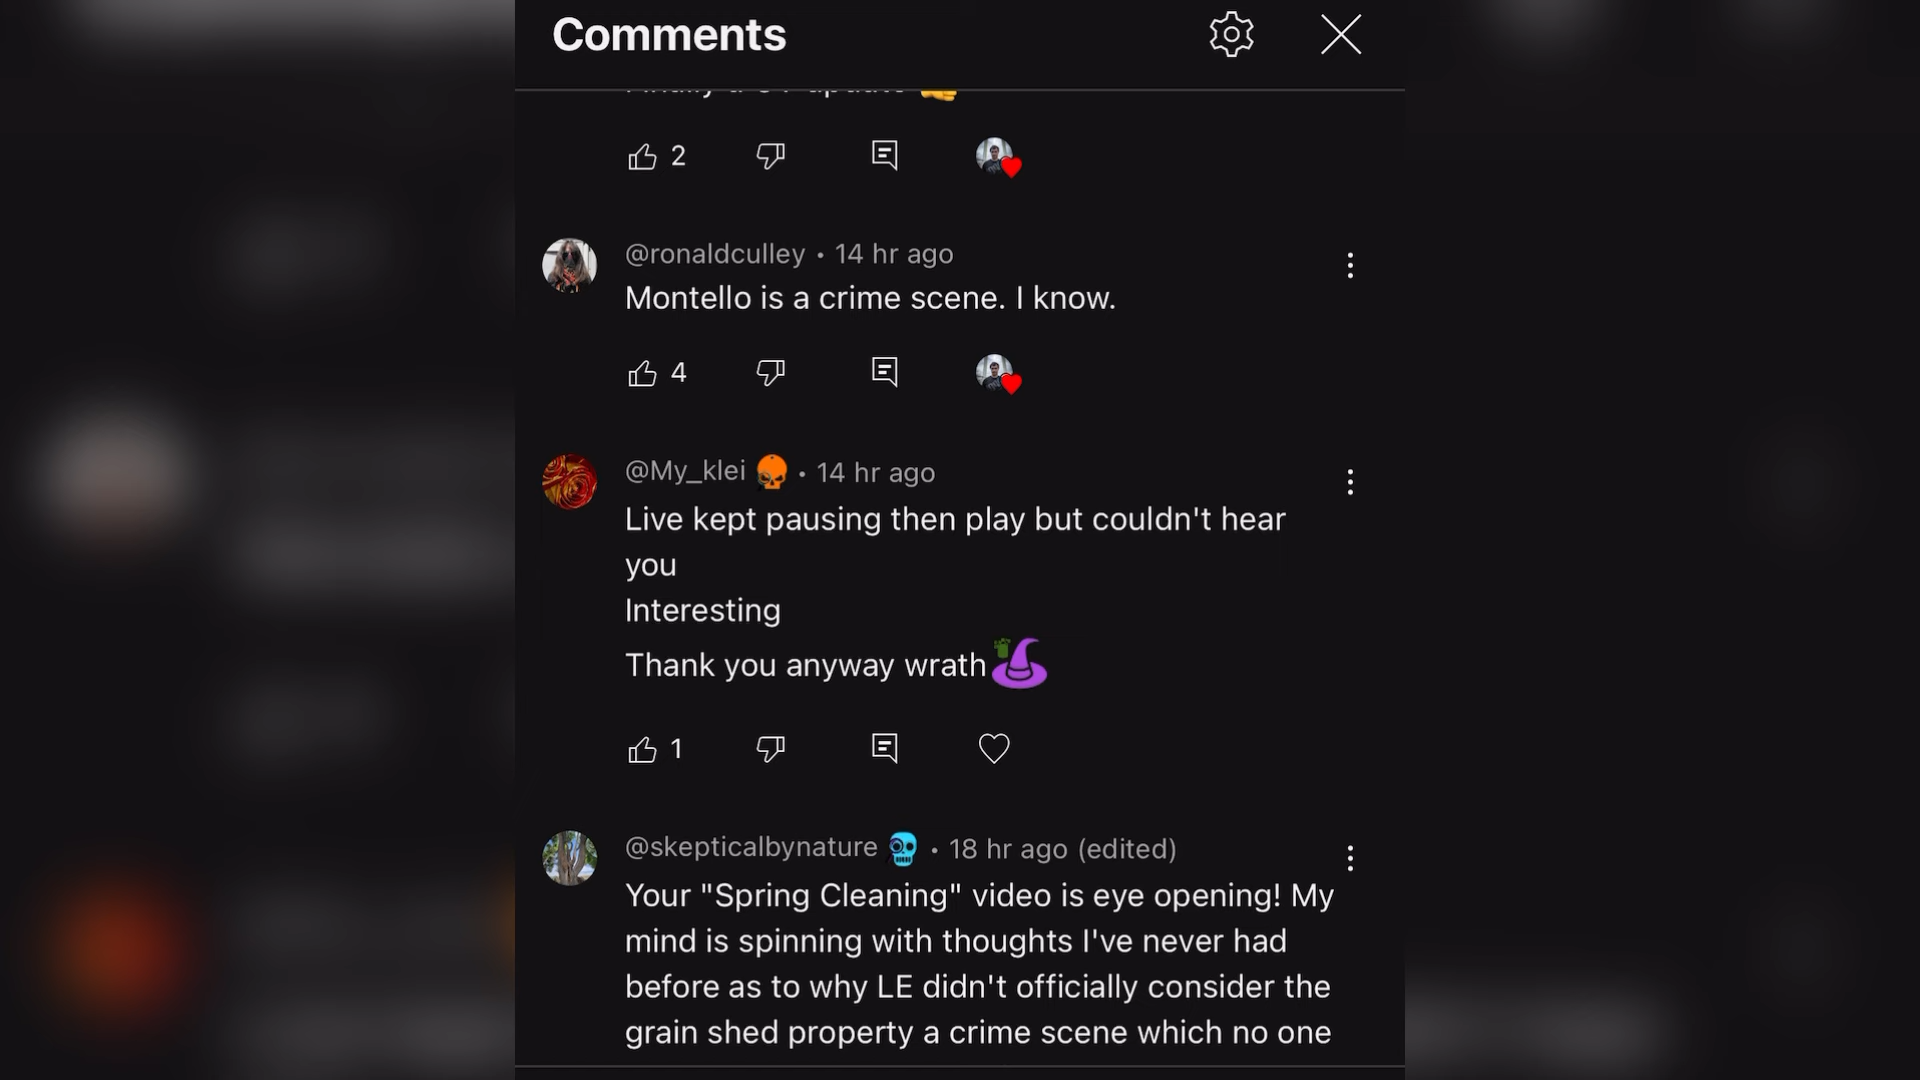 Comments
2
@ronaldculley • 14 hr ago
Montello is a crime scene. I know.
4
@My_klei • 14 hr ago
Live kept pausing then play but couldn't hear
you
Interesting
Thank you anyway wrath
1
@skepticalbynature • 18 hr ago (edited)
Your "Spring Cleaning" video is eye opening! My
mind is spinning with thoughts I've never had
before as to why LE didn't officially consider the
grain shed property a crime scene which no one